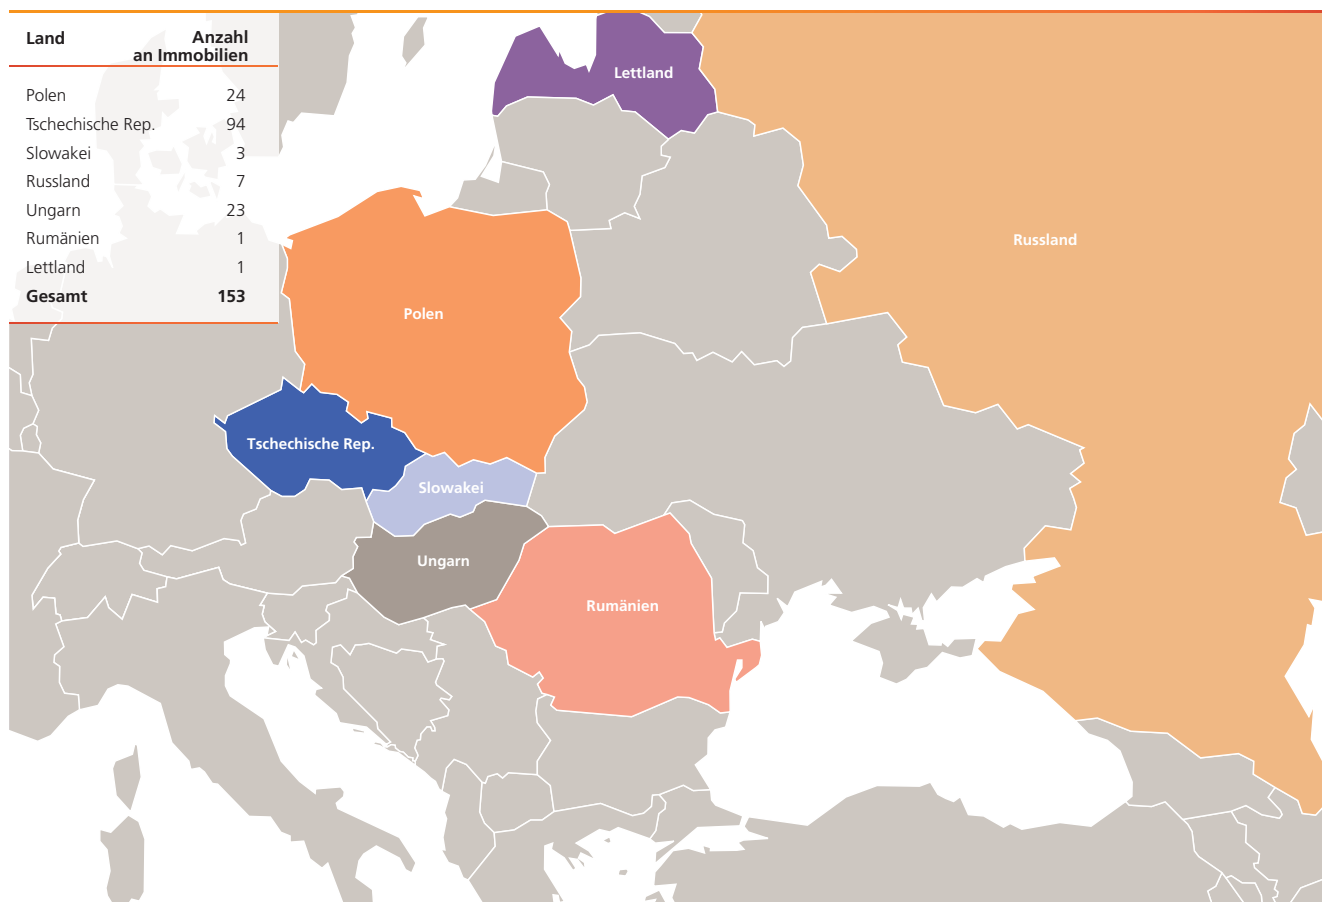 Land Anzahl
an Immobilien
Polen 24
Tschechische Rep. 94
Slowakei 3
Russland 7
Ungarn 23
Rumänien 1
Lettland 1
Gesamt 153
Lettland
Russland
Polen
Tschechische Rep.
Slowakei
Ungarn
Rumänien